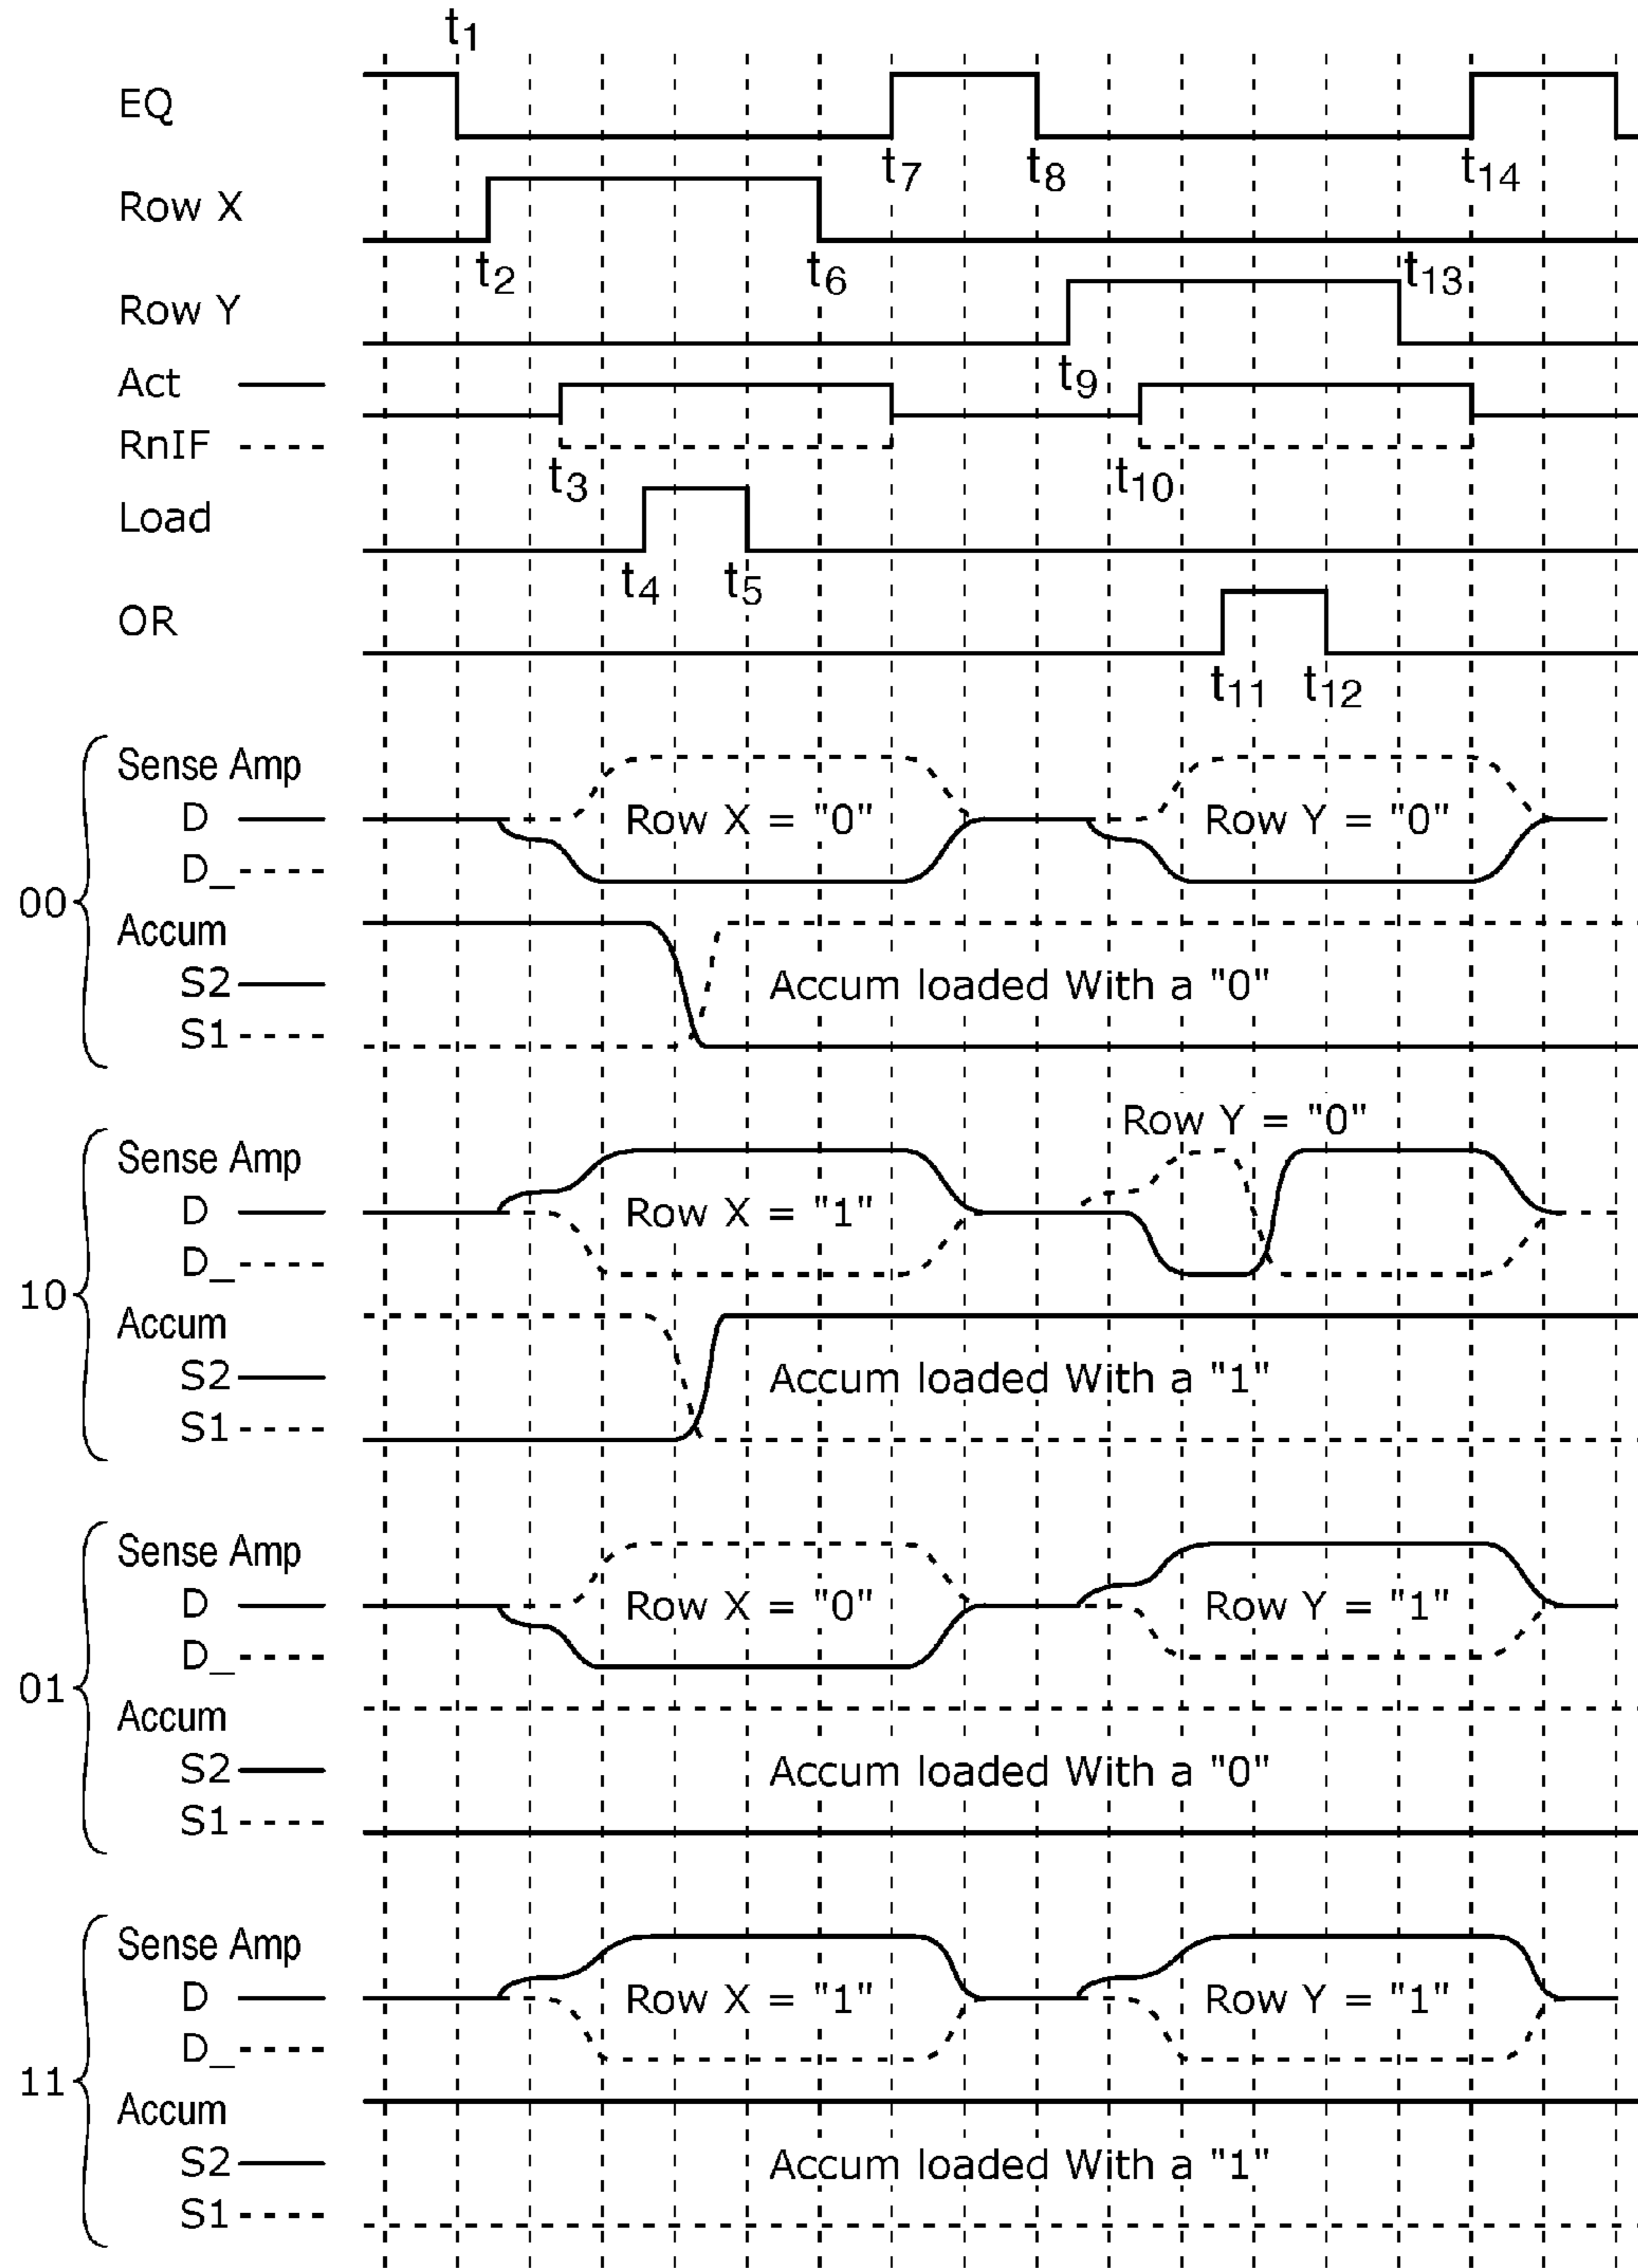 t1
EQ
t7 t8 t14
Row X
t2 t6 t13
Row Y
t9
Act
RnIF
t3 t10
Load
t4 t5
OR
t11 t12
00
Sense Amp
D Row X = "0" Row Y = "0"
D_
Accum
S2 Accum loaded With a "0"
S1
Row Y = "0"
10
Sense Amp
D Row X = "1"
D_
Accum
S2 Accum loaded With a "1"
S1
01
Sense Amp
D Row X = "0" Row Y = "1"
D_
Accum
S2 Accum loaded With a "0"
S1
11
Sense Amp
D Row X = "1" Row Y = "1"
D_
Accum
S2 Accum loaded With a "1"
S1